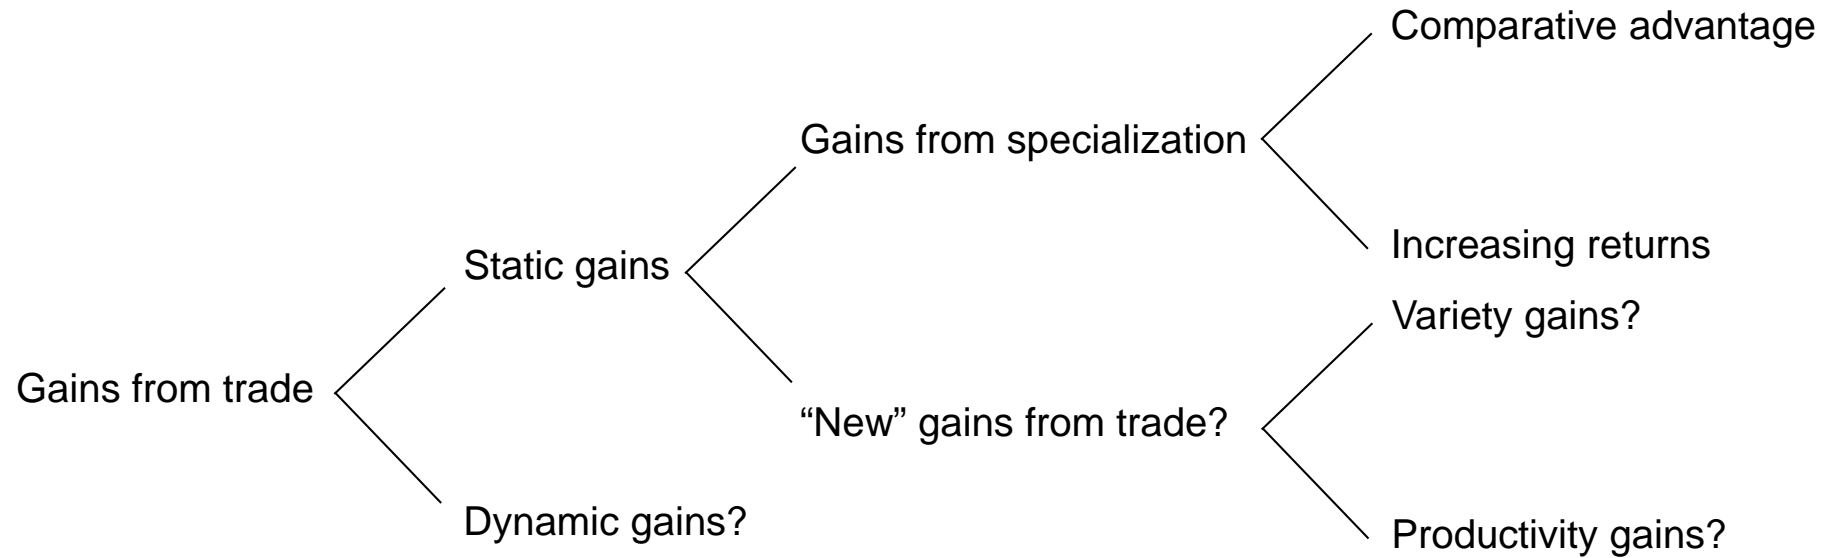 Comparative advantage
Gains from specialization
Increasing returns
Static gains
Variety gains?
Gains from trade
“New” gains from trade?
Dynamic gains?
Productivity gains?